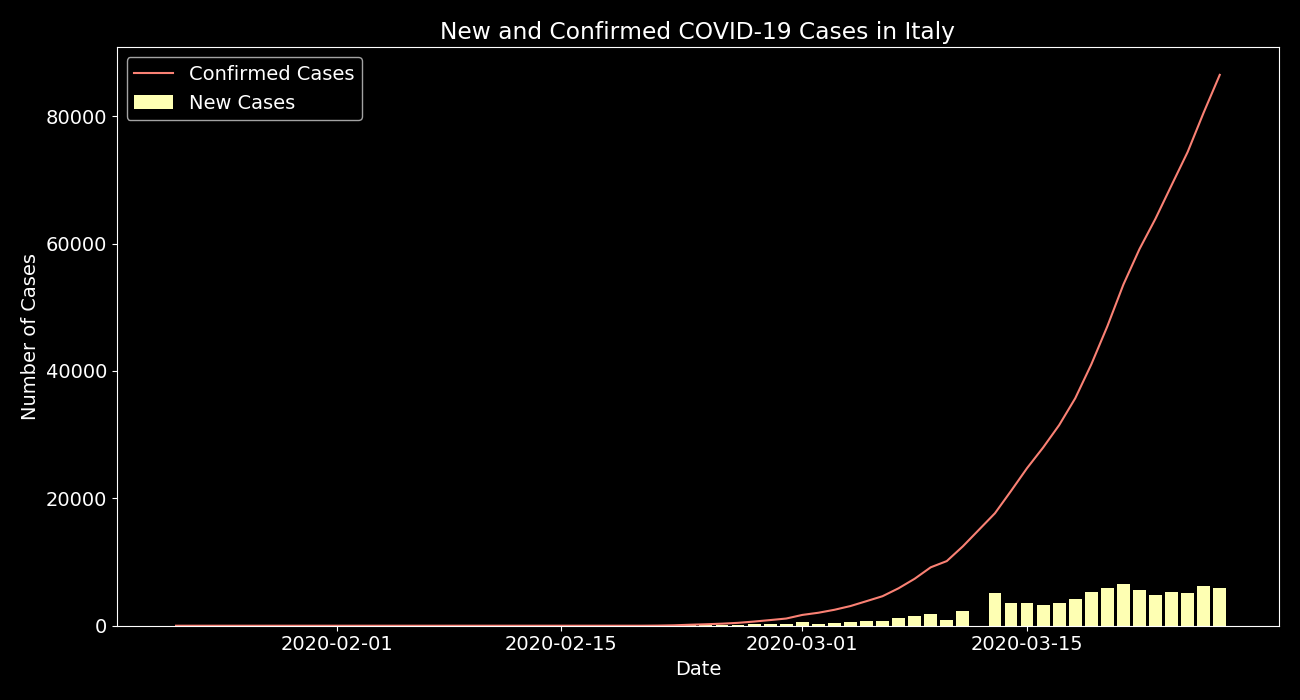 New and Confirmed COVID-19 Cases in Italy
Confirmed Cases
New Cases
80000
60000
40000
20000
0
Number of Cases
2020-02-01 2020-02-15 2020-03-01 2020-03-15
Date